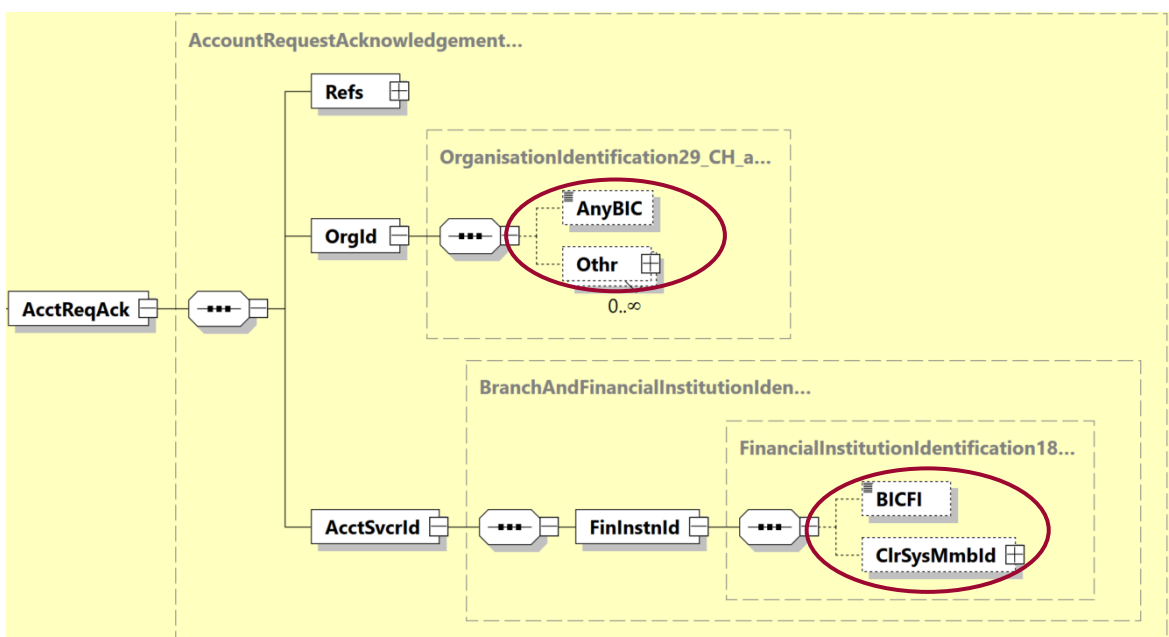 AccountRequestAcknowledgement...
Refs
OrganisationIdentification29_CH_a...
AnyBIC
OrgId
Othr
0..∞
AcctReqAck
BranchAndFinancialInstitutionIden...
FinancialInstitutionIdentification18...
BICFI
AcctSvcrId
FinInstnId
ClrSysMmbId